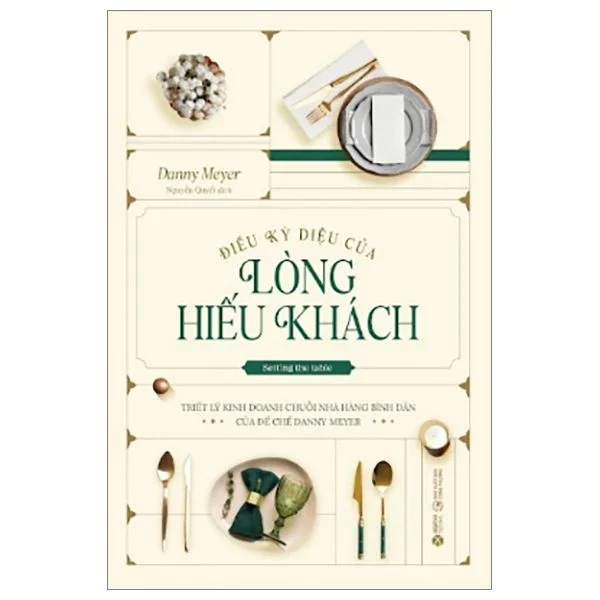 Danny Meyer
Nguyễn Quyết dịch
ĐIỀU KỲ DIỆU CỦA
LÒNG
HIẾU KHÁCH
Setting the table
TRIẾT LÝ KINH DOANH CHUỖI NHÀ HÀNG BÌNH DÂN
CỦA ĐẾ CHẾ DANNY MEYER